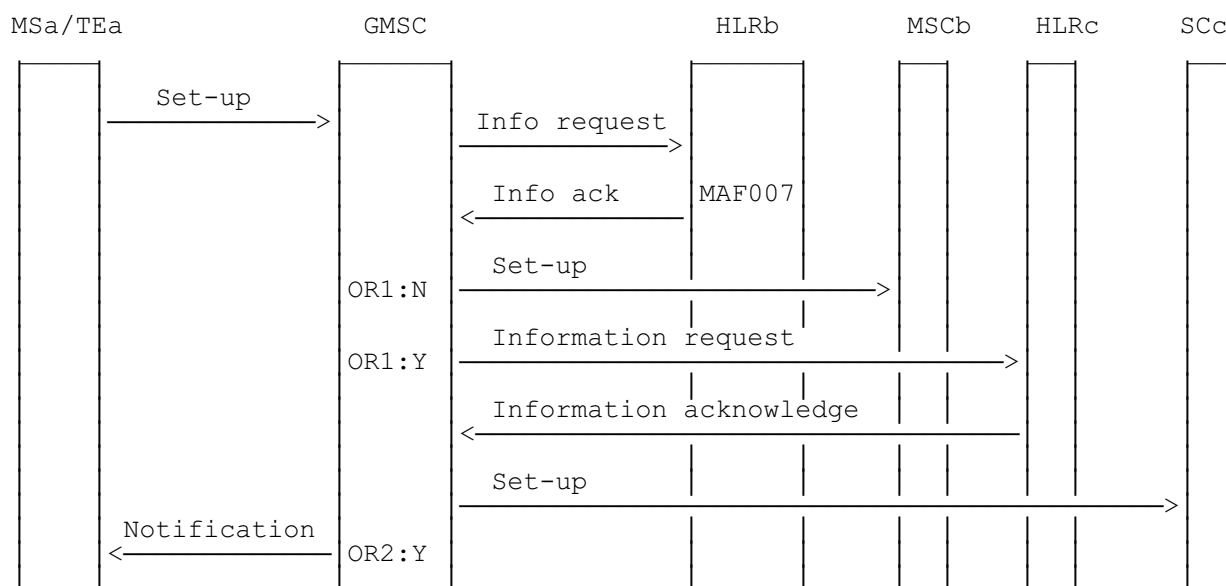 MSa/TEa GMSC HLRb MSCb HLRc SCc
Set-up
Info request
Info ack MAF007
Set-up
OR1:N
Information request
OR1:Y
Information acknowledge
Set-up
Notification
OR2:Y